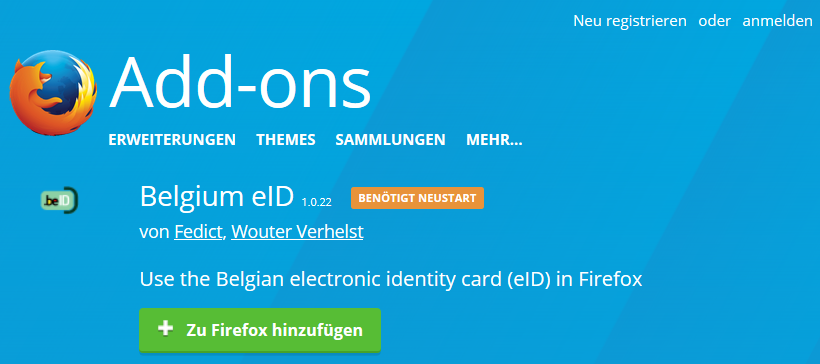 Neu registrieren oder anmelden
Add-ons
ERWEITERUNGEN THEMES SAMMLUNGEN MEHR...
.beID
Belgium eID 1.0.22 BENÖTIGT NEUSTART
von Fedict, Wouter Verhelst
Use the Belgian electronic identity card (eID) in Firefox
Zu Firefox hinzufügen